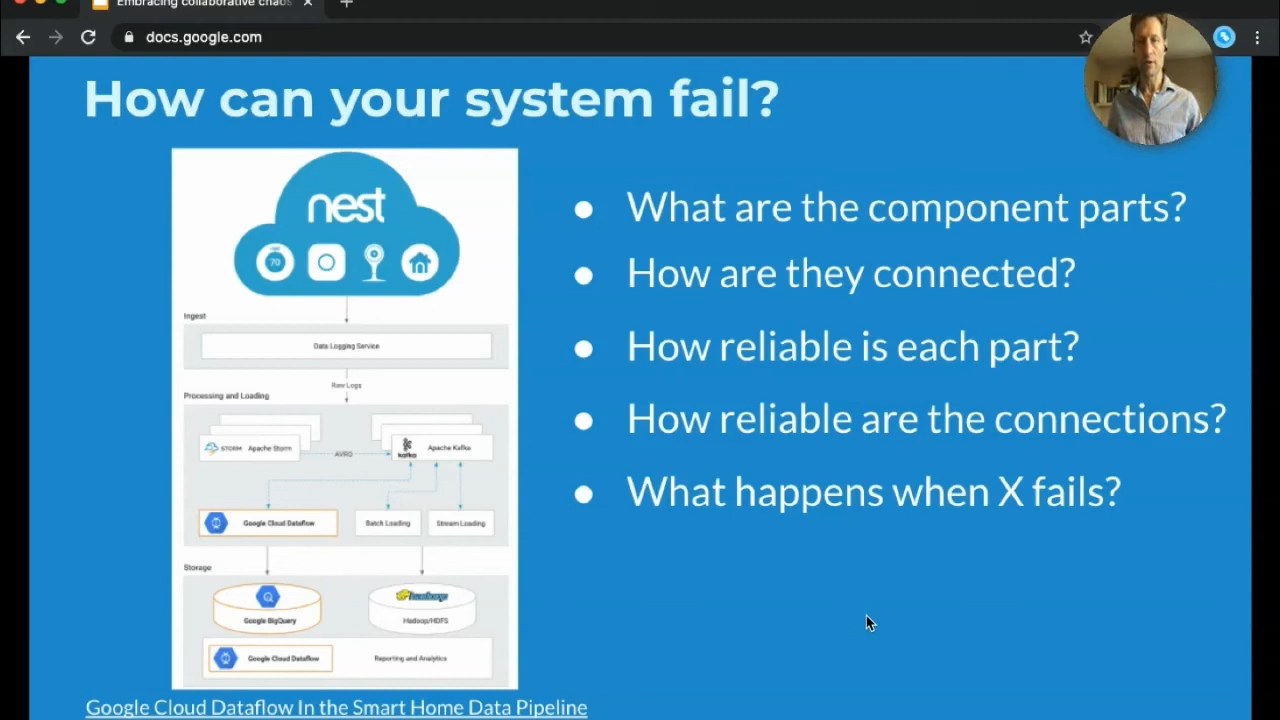 Embracing collaborative chaos
docs.google.com
How can your system fail?
nest
70
Ingest
Data Logging Service
Raw Logs
Processing and Loading
STORM Apache Storm
AVRO
kafka Apache Kafka
Google Cloud Dataflow
Batch Loading
Stream Loading
Storage
Google BigQuery
hadoop
Hadoop/HDFS
Google Cloud Dataflow
Reporting and Analytics
● What are the component parts?
● How are they connected?
● How reliable is each part?
● How reliable are the connections?
● What happens when X fails?
Google Cloud Dataflow In the Smart Home Data Pipeline